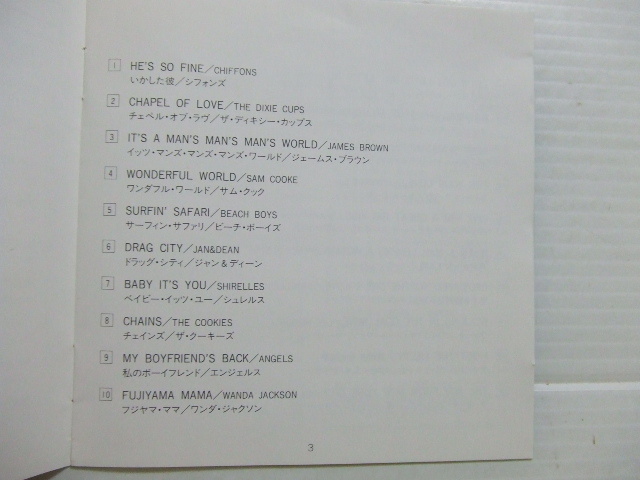 1 HE'S SO FINE／CHIFFONS
いかした彼／シフォンズ
2 CHAPEL OF LOVE／THE DIXIE CUPS
チェペル・オブ・ラヴ／ザ・ディキシー・カップス
3 IT'S A MAN'S MAN'S MAN'S WORLD／JAMES BROWN
イッツ・マンズ・マンズ・マンズ・ワールド／ジェームス・ブラウン
4 WONDERFUL WORLD／SAM COOKE
ワンダフル・ワールド／サム・クック
5 SURFIN' SAFARI／BEACH BOYS
サーフィン・サファリ／ビーチ・ボーイズ
6 DRAG CITY／JAN&DEAN
ドラッグ・シティ／ジャン＆ディーン
7 BABY IT'S YOU／SHIRELLES
ベイビー・イッツ・ユー／シュレルス
8 CHAINS／THE COOKIES
チェインズ／ザ・クーキーズ
9 MY BOYFRIEND'S BACK／ANGELS
私のボーイフレンド／エンジェルス
10 FUJIYAMA MAMA／WANDA JACKSON
フジヤマ・ママ／ワンダ・ジャクソン
3